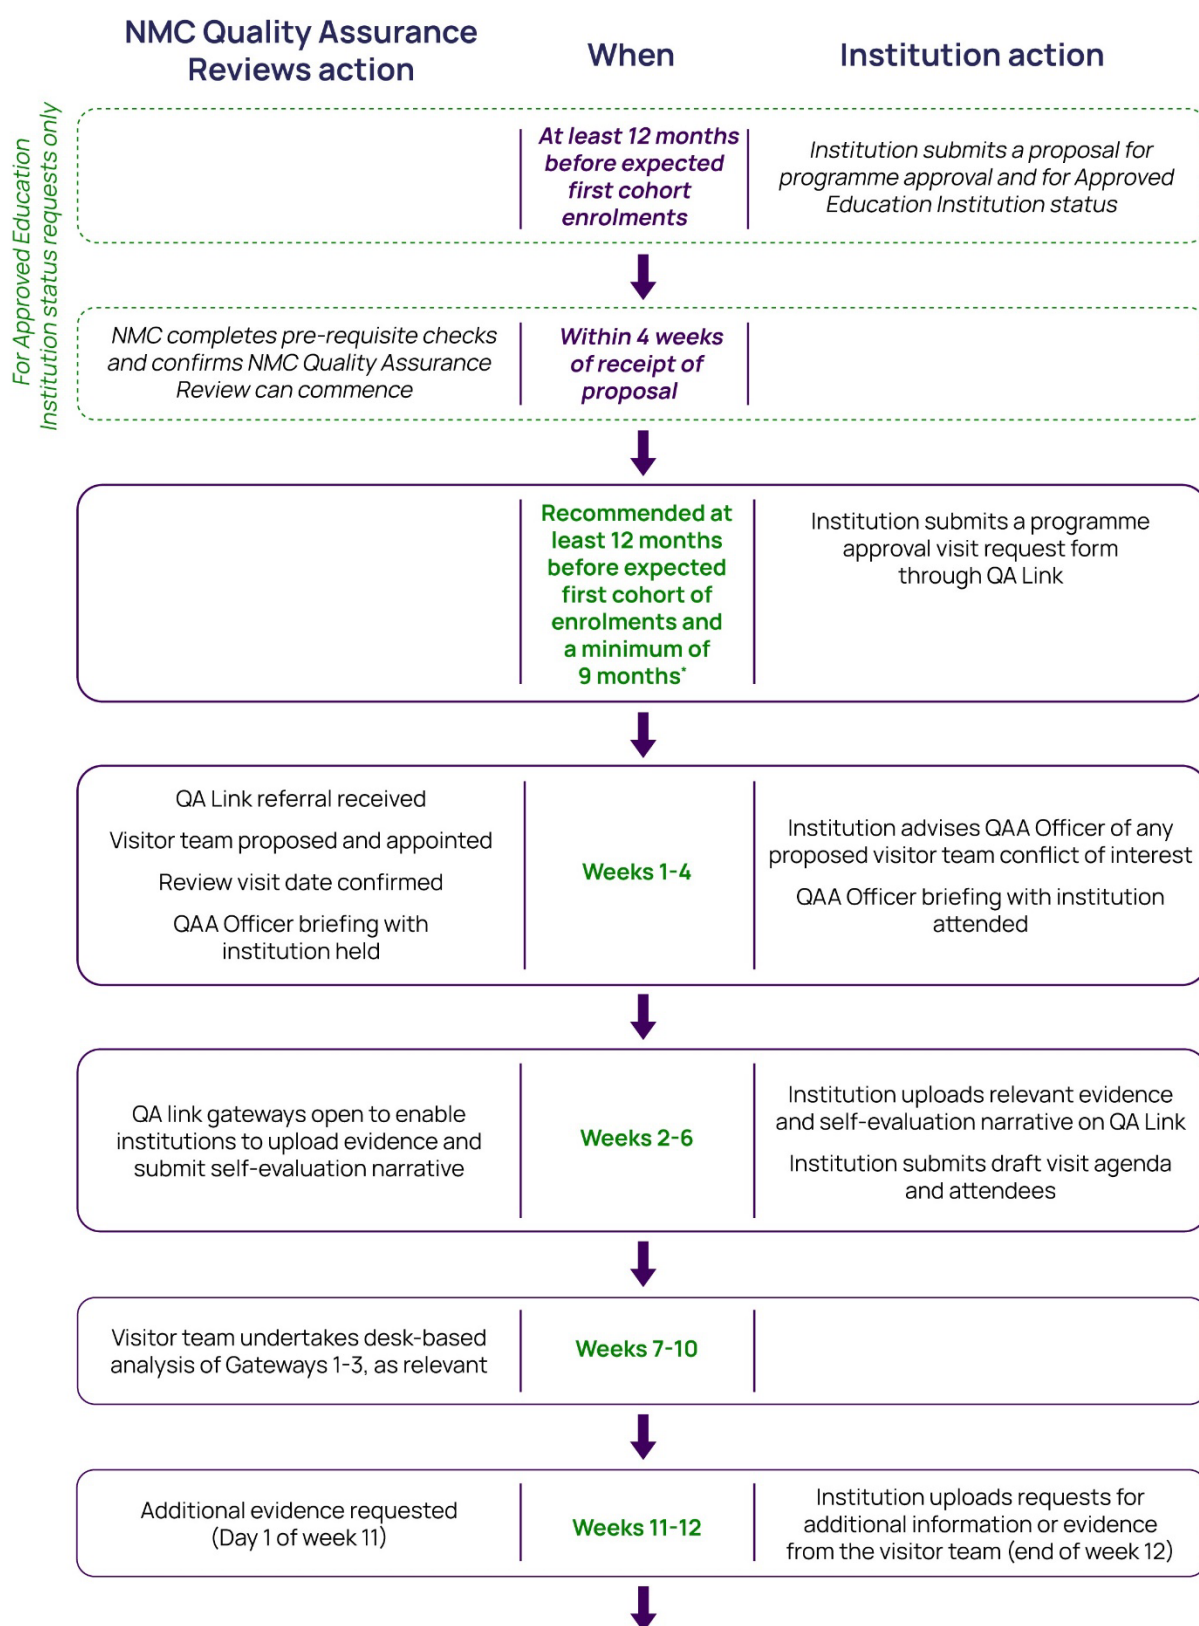 NMC Quality Assurance
Reviews action
When
Institution action
For Approved Education
Institution status requests only
At least 12 months
before expected
first cohort
enrolments
Institution submits a proposal for
programme approval and for Approved
Education Institution status
NMC completes pre-requisite checks
and confirms NMC Quality Assurance
Review can commence
Within 4 weeks
of receipt of
proposal
Recommended at
least 12 months
before expected
first cohort of
enrolments and
a minimum of
9 months*
Institution submits a programme
approval visit request form
through QA Link
QA Link referral received
Visitor team proposed and appointed
Review visit date confirmed
QAA Officer briefing with
institution held
Weeks 1-4
Institution advises QAA Officer of any
proposed visitor team conflict of interest
QAA Officer briefing with institution
attended
QA link gateways open to enable
institutions to upload evidence and
submit self-evaluation narrative
Weeks 2-6
Institution uploads relevant evidence
and self-evaluation narrative on QA Link
Institution submits draft visit agenda
and attendees
Visitor team undertakes desk-based
analysis of Gateways 1-3, as relevant
Weeks 7-10
Additional evidence requested
(Day 1 of week 11)
Weeks 11-12
Institution uploads requests for
additional information or evidence
from the visitor team (end of week 12)